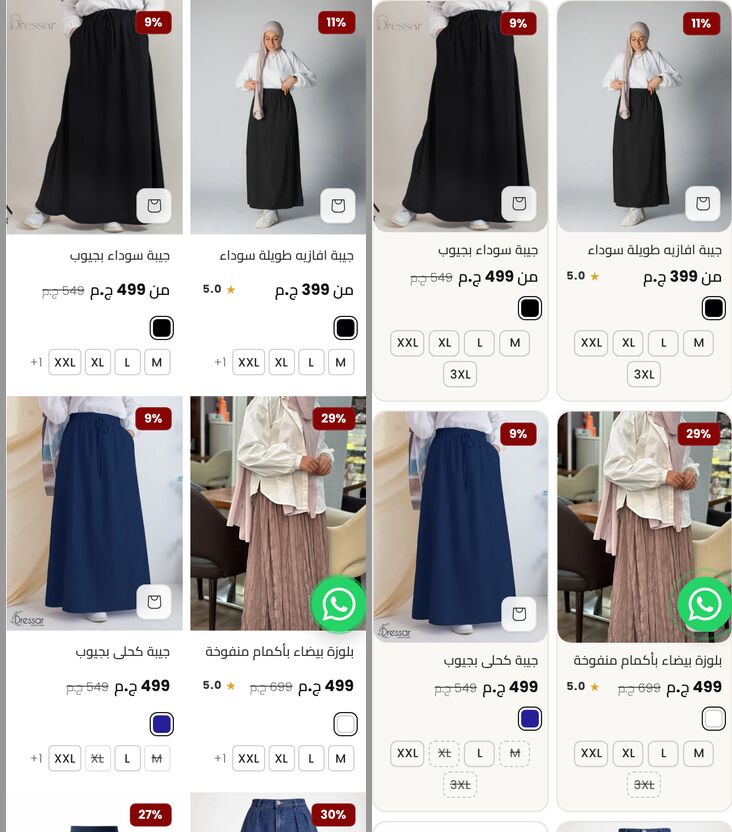 11%
جيبة افازيه طويلة سوداء
من 399 ج.م ★ 5.0
M L XL XXL +1
Dressar
9%
جيبة سوداء بجيوب
من 499 ج.م 549 ج.م
M L XL XXL +1
29%
بلوزة بيضاء بأكمام منفوخة
499 ج.م 699 ج.م ★ 5.0
M L XL XXL +1
9%
Dressar
جيبة كحلى بجيوب
499 ج.م 549 ج.م
M L XL XXL +1
30%
27%
11%
جيبة افازيه طويلة سوداء
من 399 ج.م ★ 5.0
M L XL XXL
3XL
Dressar
9%
جيبة سوداء بجيوب
من 499 ج.م 549 ج.م
M L XL XXL
3XL
29%
بلوزة بيضاء بأكمام منفوخة
499 ج.م 699 ج.م ★ 5.0
M L XL XXL
3XL
9%
Dressar
جيبة كحلى بجيوب
499 ج.م 549 ج.م
M L XL XXL
3XL